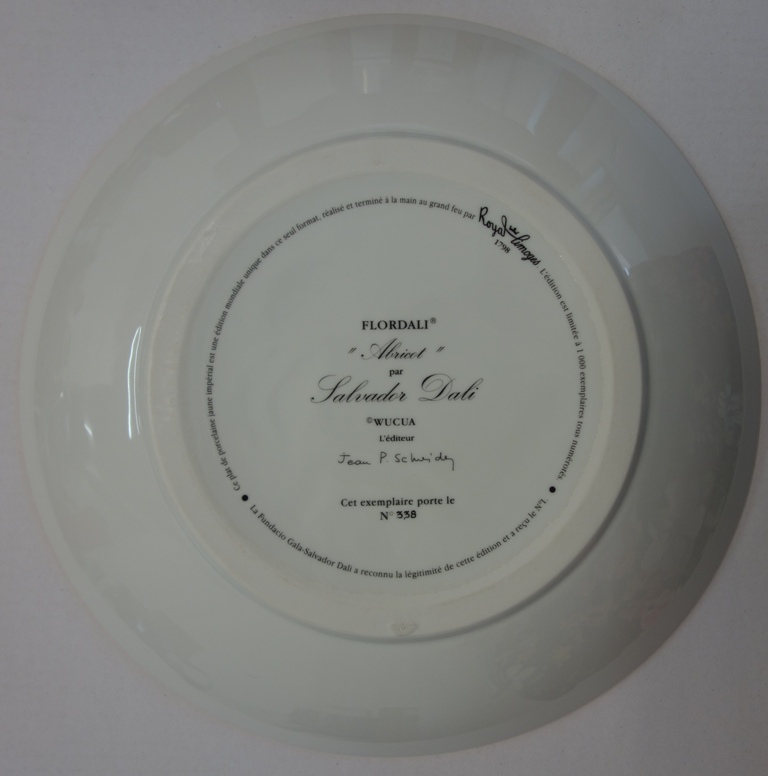 Ce plat de porcelaine jaune impérial est une édition mondiale unique dans ce seul format, réalisé et terminé à la main au grand feu par Royal Limoges 1798 L'édition est limitée à 1 000 exemplaires tous numérotés.
La Fundacio Gala-Salvador Dali a reconnu la légitimité de cette édition et a reçu le N°I.
FLORDALI®
"Abricot"
par
Salvador Dali
©WUCUA
L'éditeur
Jean P. Schneider
Cet exemplaire porte le
N° 338